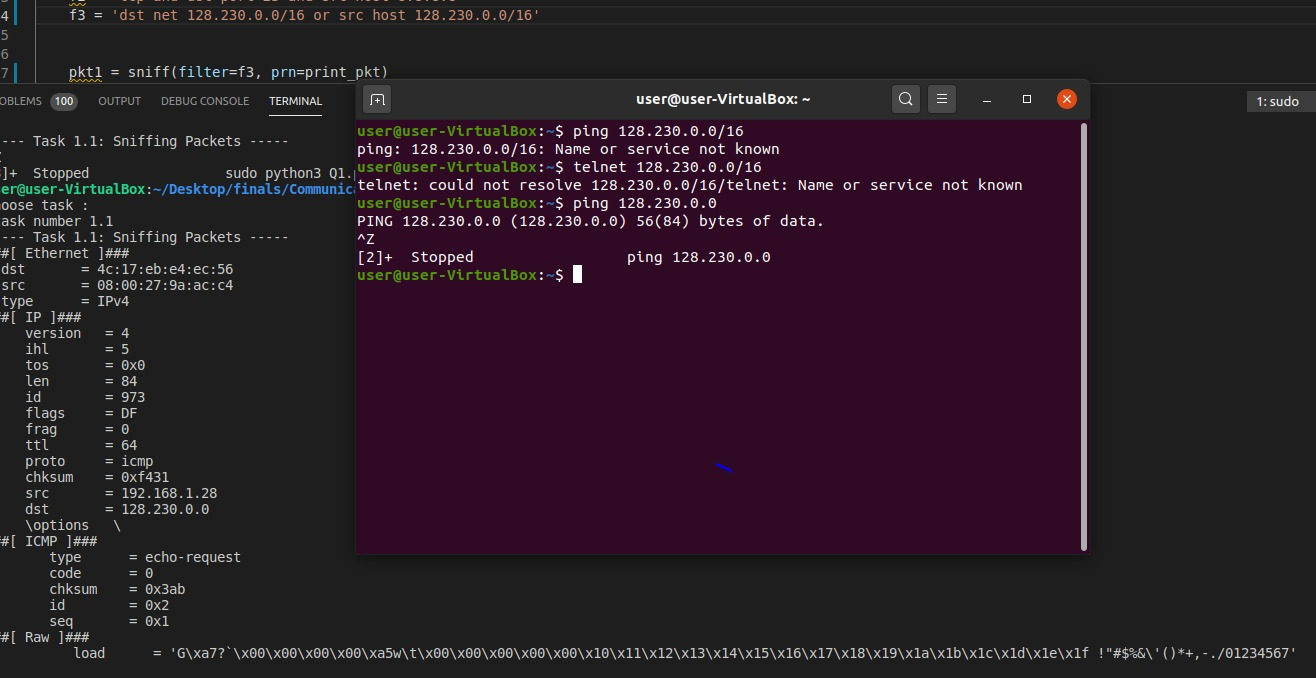 4 f3 = 'dst net 128.230.0.0/16 or src host 128.230.0.0/16'
5
6
7 pkt1 = sniff(filter=f3, prn=print_pkt)
OBLEMS 100 OUTPUT DEBUG CONSOLE TERMINAL
1: sudo
--- Task 1.1: Sniffing Packets -----
]+ Stopped sudo python3 Q1.p
er@user-VirtualBox:~/Desktop/finals/Communica
oose task :
ask number 1.1
--- Task 1.1: Sniffing Packets -----
##[ Ethernet ]###
dst = 4c:17:eb:e4:ec:56
src = 08:00:27:9a:ac:c4
type = IPv4
##[ IP ]###
version = 4
ihl = 5
tos = 0x0
len = 84
id = 973
flags = DF
frag = 0
ttl = 64
proto = icmp
chksum = 0xf431
src = 192.168.1.28
dst = 128.230.0.0
\options \
##[ ICMP ]###
type = echo-request
code = 0
chksum = 0x3ab
id = 0x2
seq = 0x1
##[ Raw ]###
load = 'G\xa7?`\x00\x00\x00\x00\xa5w\t\x00\x00\x00\x00\x00\x10\x11\x12\x13\x14\x15\x16\x17\x18\x19\x1a\x1b\x1c\x1d\x1e\x1f !"#$%&\'()*+,-./01234567'
user@user-VirtualBox: ~
user@user-VirtualBox:~$ ping 128.230.0.0/16
ping: 128.230.0.0/16: Name or service not known
user@user-VirtualBox:~$ telnet 128.230.0.0/16
telnet: could not resolve 128.230.0.0/16/telnet: Name or service not known
user@user-VirtualBox:~$ ping 128.230.0.0
PING 128.230.0.0 (128.230.0.0) 56(84) bytes of data.
^Z
[2]+ Stopped ping 128.230.0.0
user@user-VirtualBox:~$